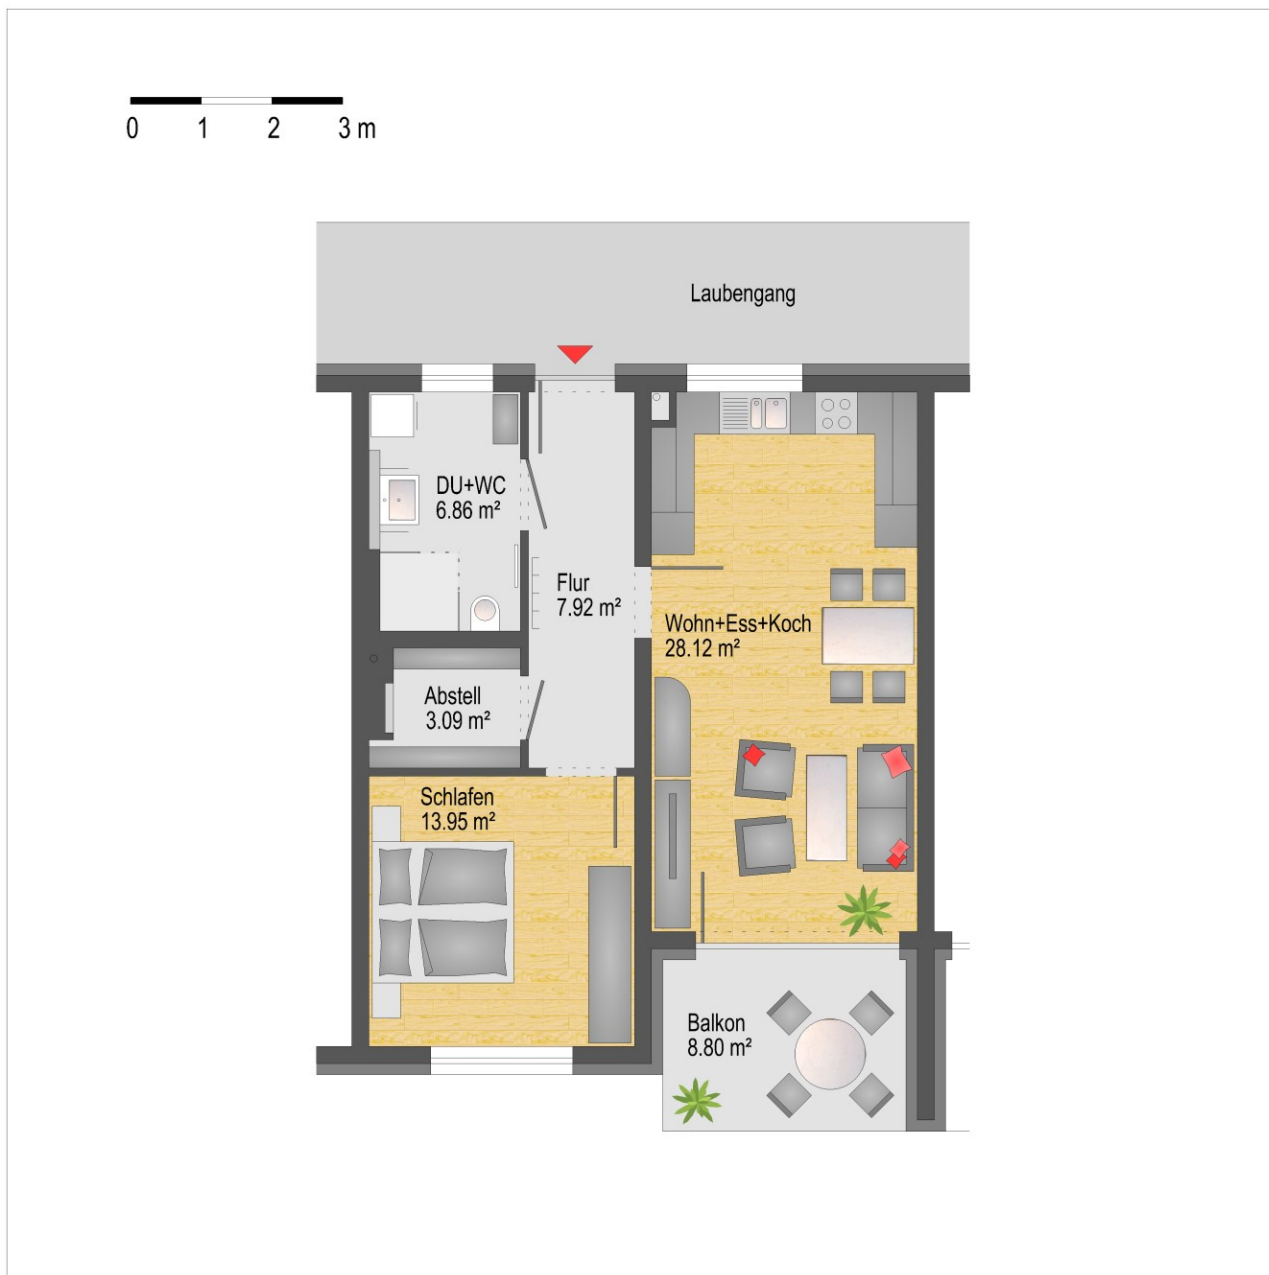 0 1 2 3 m
Laubengang
DU+WC
6.86 m²
Flur
7.92 m²
Wohn+Ess+Koch
28.12 m²
Abstell
3.09 m²
Schlafen
13.95 m²
Balkon
8.80 m²